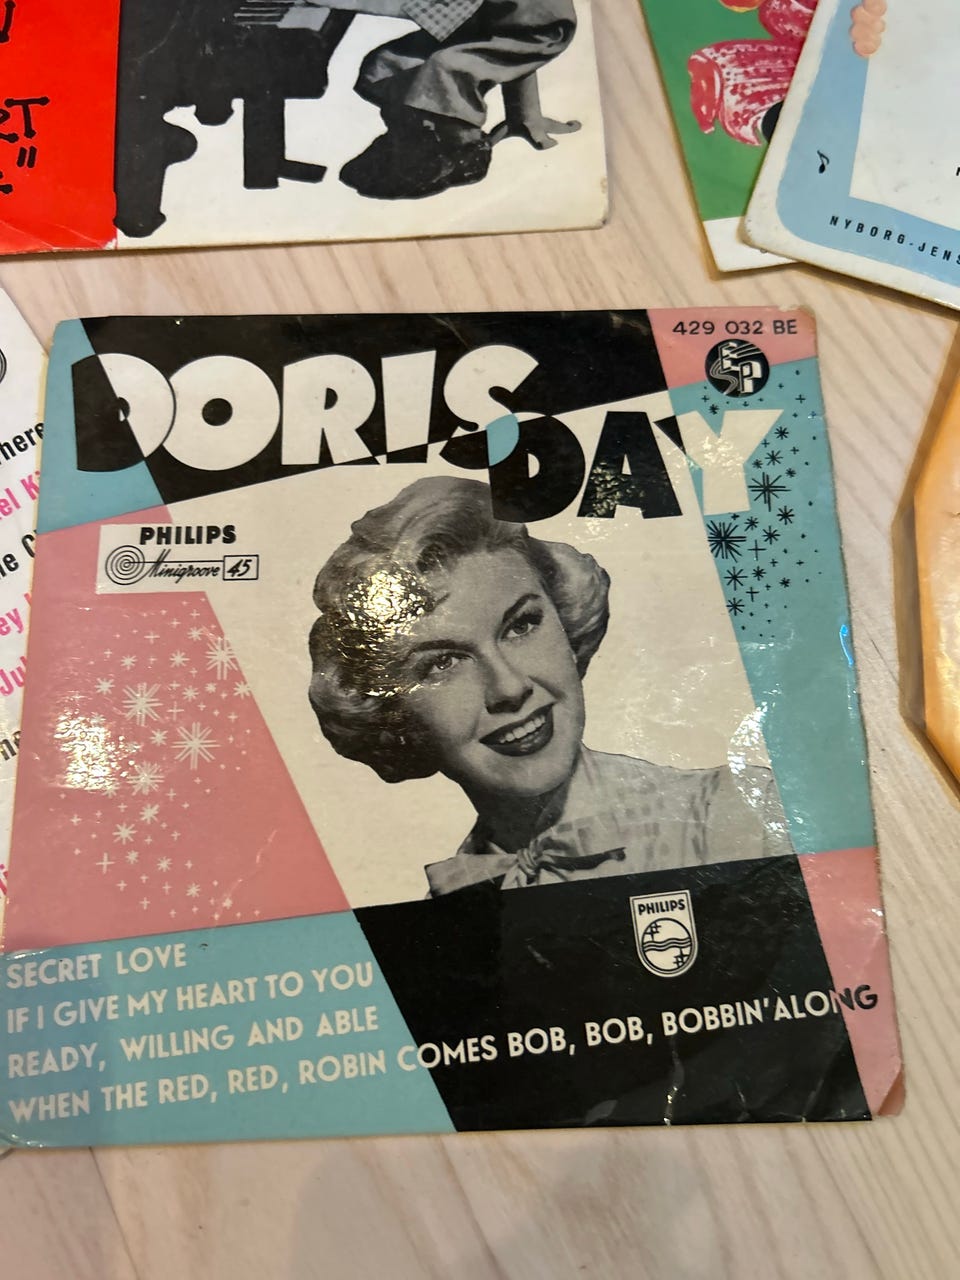 NYBORG-JENS
429 032 BE
EP
DORIS
DAY
PHILIPS
Minigroove 45
PHILIPS
SECRET LOVE
IF I GIVE MY HEART TO YOU
READY, WILLING AND ABLE
WHEN THE RED, RED, ROBIN COMES BOB, BOB, BOBBIN' ALONG